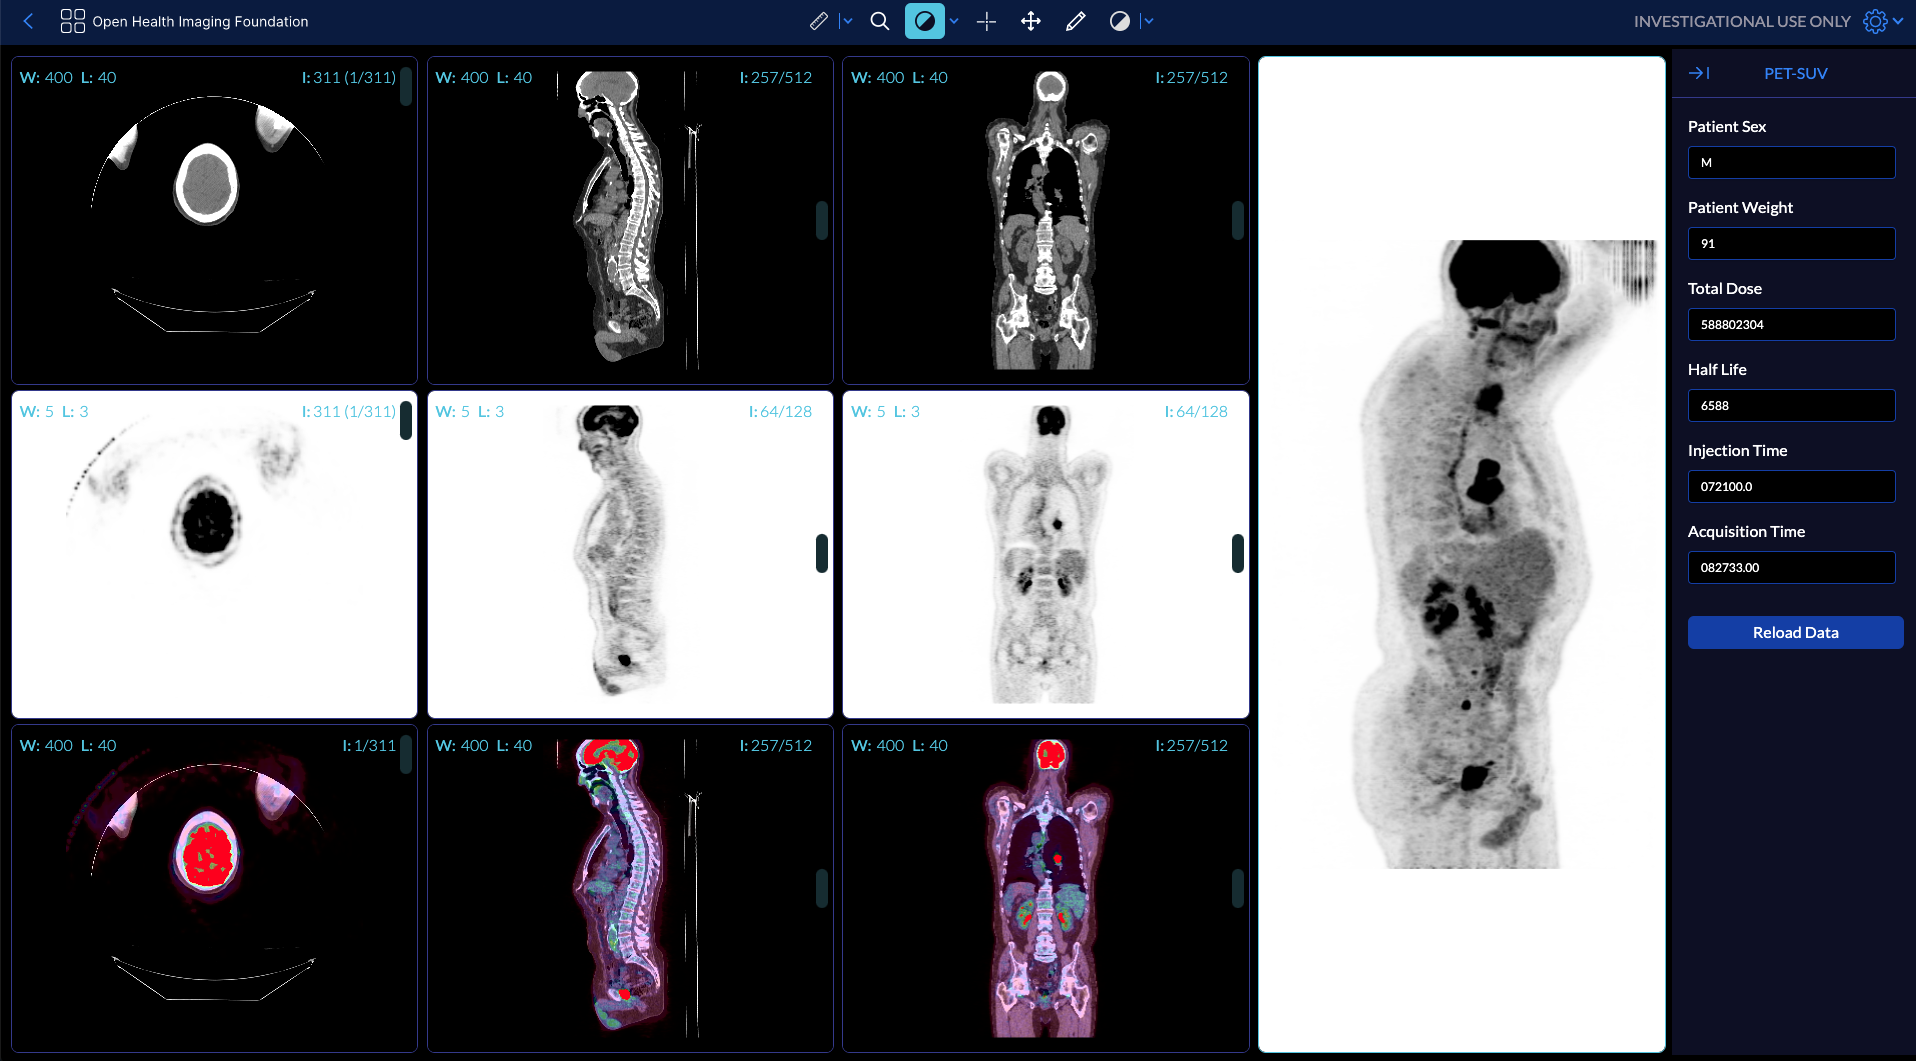 Open Health Imaging Foundation
INVESTIGATIONAL USE ONLY
W: 400 L: 40
I: 311 (1/311)
W: 400 L: 40
I: 257/512
W: 400 L: 40
I: 257/512
W: 5 L: 3
I: 311 (1/311)
W: 5 L: 3
I: 64/128
W: 5 L: 3
I: 64/128
W: 400 L: 40
I: 1/311
W: 400 L: 40
I: 257/512
W: 400 L: 40
I: 257/512
PET-SUV
Patient Sex
M
Patient Weight
91
Total Dose
588802304
Half Life
6588
Injection Time
072100.0
Acquisition Time
082733.00
Reload Data